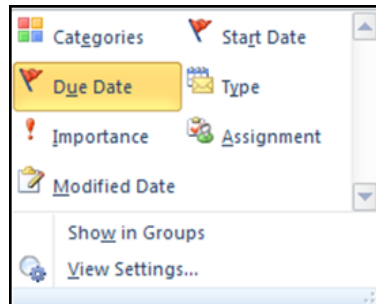 Categories Start Date
Due Date Type
Importance Assignment
Modified Date
Show in Groups
View Settings...